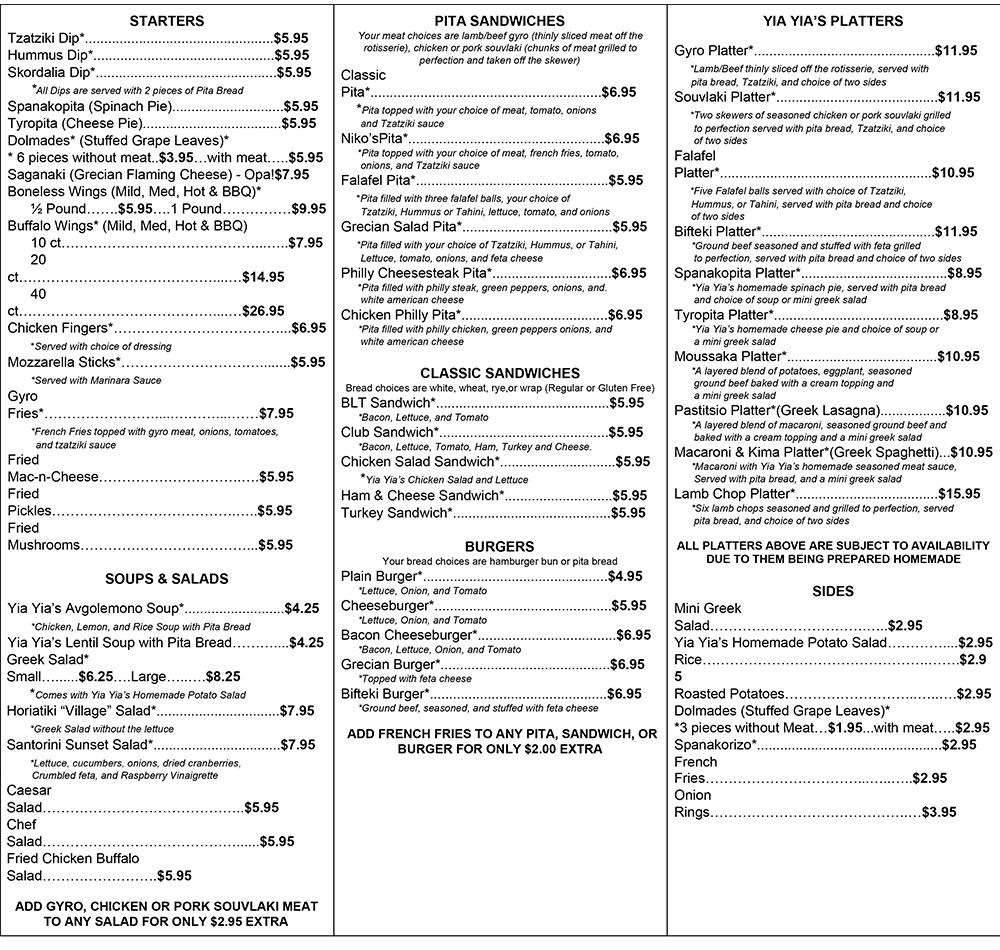 STARTERS
Tzatziki Dip*.......................................$5.95
Hummus Dip*.......................................$5.95
Skordalia Dip*.....................................$5.95
*All Dips are served with 2 pieces of Pita Bread
Spanakopita (Spinach Pie)........................$5.95
Tyropita (Cheese Pie)..............................$5.95
Dolmades* (Stuffed Grape Leaves)*
* 6 pieces without meat..$3.95…with meat…..$5.95
Saganaki (Grecian Flaming Cheese) - Opa!$7.95
Boneless Wings (Mild, Med, Hot & BBQ)*
½ Pound…….$5.95….1 Pound……………..$9.95
Buffalo Wings* (Mild, Med, Hot & BBQ)
10 ct…………………………………………..$7.95
20
ct………………………………………$14.95
40
ct………………………………………$26.95
Chicken Fingers*…………………………………$6.95
*Served with choice of dressing
Mozzarella Sticks*………………………………$5.95
*Served with Marinara Sauce
Gyro
Fries*……………………………………..$7.95
*French Fries topped with gyro meat, onions, tomatoes,
and tzatziki sauce
Fried
Mac-n-Cheese……………………………..$5.95
Fried
Pickles…………………………………..$5.95
Fried
Mushrooms………………………………...$5.95
SOUPS & SALADS
Yiy Yia's Avgolemono Soup*.........................$4.25
*Chicken, Lemon, and Rice Soup with Pita Bread
Yiy Yia's Lentil Soup with Pita Bread…………..$4.25
Greek Salad*
Small….....$6.25….Large…..….$8.25
*Comes with Yia Yia's Homemade Potato Salad
Horiatiki “Village” Salad*...............................$7.95
*Greek Salad without the lettuce
Santorini Sunset Salad*................................$7.95
*Lettuce, cucumbers, onions, dried cranberries,
Crumbled feta, and Raspberry Vinaigrette
Caesar
Salad…………………………………$5.95
Chef
Salad…………………………………......$5.95
Fried Chicken Buffalo
Salad………………….$5.95
ADD GYRO, CHICKEN OR PORK SOUVLAKI MEAT
TO ANY SALAD FOR ONLY $2.95 EXTRA
PITA SANDWICHES
Your meat choices are lamb/beef gyro (thinly sliced meat off the
rotisserie), chicken or pork souvlaki (chunks of meat grilled to
perfection and taken off the skewer)
Classic
Pita*..................................................$6.95
*Pita topped with your choice of meat, tomato, onions
and Tzatziki sauce
Niko'sPita*............................................$6.95
*Pita topped with your choice of meat, french fries, tomato,
onions, and Tzatziki sauce
Falafel Pita*...........................................$5.95
*Pita filled with three falafel balls, your choice of
Tzatziki, Hummus or Tahini, lettuce, tomato, and onions
Grecian Salad Pita*...................................$5.95
*Pita filled with your choice of Tzatziki, Hummus, or Tahini,
Lettuce, tomato, onions, and feta cheese
Philly Cheesesteak Pita*.............................$6.95
*Pita filled with philly steak, green peppers, onions, and.
white american cheese
Chicken Philly Pita*...................................$6.95
*Pita filled with philly chicken, green peppers onions, and
white american cheese
CLASSIC SANDWICHES
Bread choices are white, wheat, rye,or wrap (Regular or Gluten Free)
BLT Sandwich*........................................$5.95
*Bacon, Lettuce, and Tomato
Club Sandwich*.......................................$5.95
*Bacon, Lettuce, Tomato, Ham, Turkey and Cheese.
Chicken Salad Sandwich*............................$5.95
*Yia Yia's Chicken Salad and Lettuce
Ham & Cheese Sandwich*...........................$5.95
Turkey Sandwich*.....................................$5.95
BURGERS
Your bread choices are hamburger bun or pita bread
Plain Burger*..........................................$4.95
*Lettuce, Onion, and Tomato
Cheeseburger*.........................................$5.95
*Lettuce, Onion, and Tomato
Bacon Cheeseburger*.................................$6.95
*Bacon, Lettuce, Onion, and Tomato
Grecian Burger*.......................................$6.95
*Topped with feta cheese
Bifteki Burger*.........................................$6.95
*Ground beef, seasoned, and stuffed with feta cheese
ADD FRENCH FRIES TO ANY PITA, SANDWICH, OR
BURGER FOR ONLY $2.00 EXTRA
YIA YIA'S PLATTERS
Gyro Platter*.........................................$11.95
*Lamb/Beef thinly sliced off the rotisserie, served with
pita bread, Tzatziki, and choice of two sides
Souvlaki Platter*.....................................$11.95
*Two skewers of seasoned chicken or pork souvlaki grilled
to perfection served with pita bread, Tzatziki, and choice
of two sides
Falafel
Platter*................................................$10.95
*Five Falafel balls served with choice of Tzatziki,
Hummus, or Tahini, served with pita bread and choice
of two sides
Bifteki Platter*.......................................$11.95
*Ground beef seasoned and stuffed with feta grilled
to perfection, served with pita bread and choice of two sides
Spanakopita Platter*.................................$8.95
*Yia Yia's homemade spinach pie, served with pita bread
and choice of soup or mini greek salad
Tyropita Platter*......................................$8.95
*Yia Yia's homemade cheese pie and choice of soup or
a mini greek salad
Moussaka Platter*...................................$10.95
*A layered blend of potatoes, eggplant, seasoned
ground beef baked with a cream topping and
a mini greek salad
Pastitsio Platter*(Greek Lasagna)................$10.95
*A layered blend of macaroni, seasoned ground beef and
baked with a cream topping and a mini greek salad
Macaroni & Kima Platter*(Greek Spaghetti)…$10.95
*Macaroni with Yia Yia's homemade seasoned meat sauce,
Served with pita bread, and a mini greek salad
Lamb Chop Platter*..................................$15.95
*Six lamb chops seasoned and grilled to perfection, served
pita bread, and choice of two sides
ALL PLATTERS ABOVE ARE SUBJECT TO AVAILABILITY
DUE TO THEM BEING PREPARED HOMEMADE
SIDES
Mini Greek
Salad……………………………$2.95
Yia Yia's Homemade Potato Salad………….…$2.95
Rice…………………………………………………$2.9
5
Roasted Potatoes……………………………..$2.95
Dolmades (Stuffed Grape Leaves)*
*3 pieces without Meat…$1.95...with meat…..$2.95
Spanakorizo*......................................$2.95
French
Fries……………………………….…..….$2.95
Onion
Rings…………………………………….…$3.95